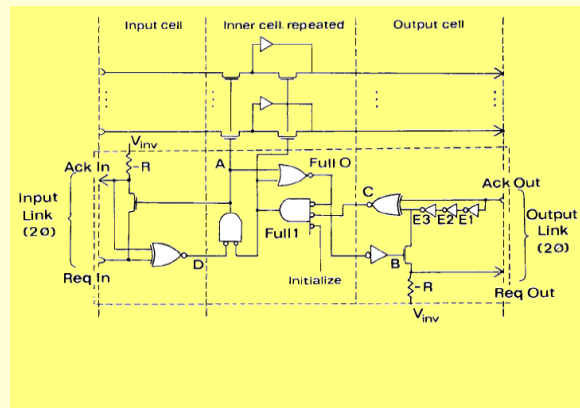 Input cell
Inner cell, repeated
Output cell
Vinv
-R
Ack In
A
Full O
C
Ack Out
Input
Link
(2Ø)
E3 E2 E1
Output
Link
(2Ø)
Full 1
D
B
Req In
Initialize
-R
Req Out
Vinv